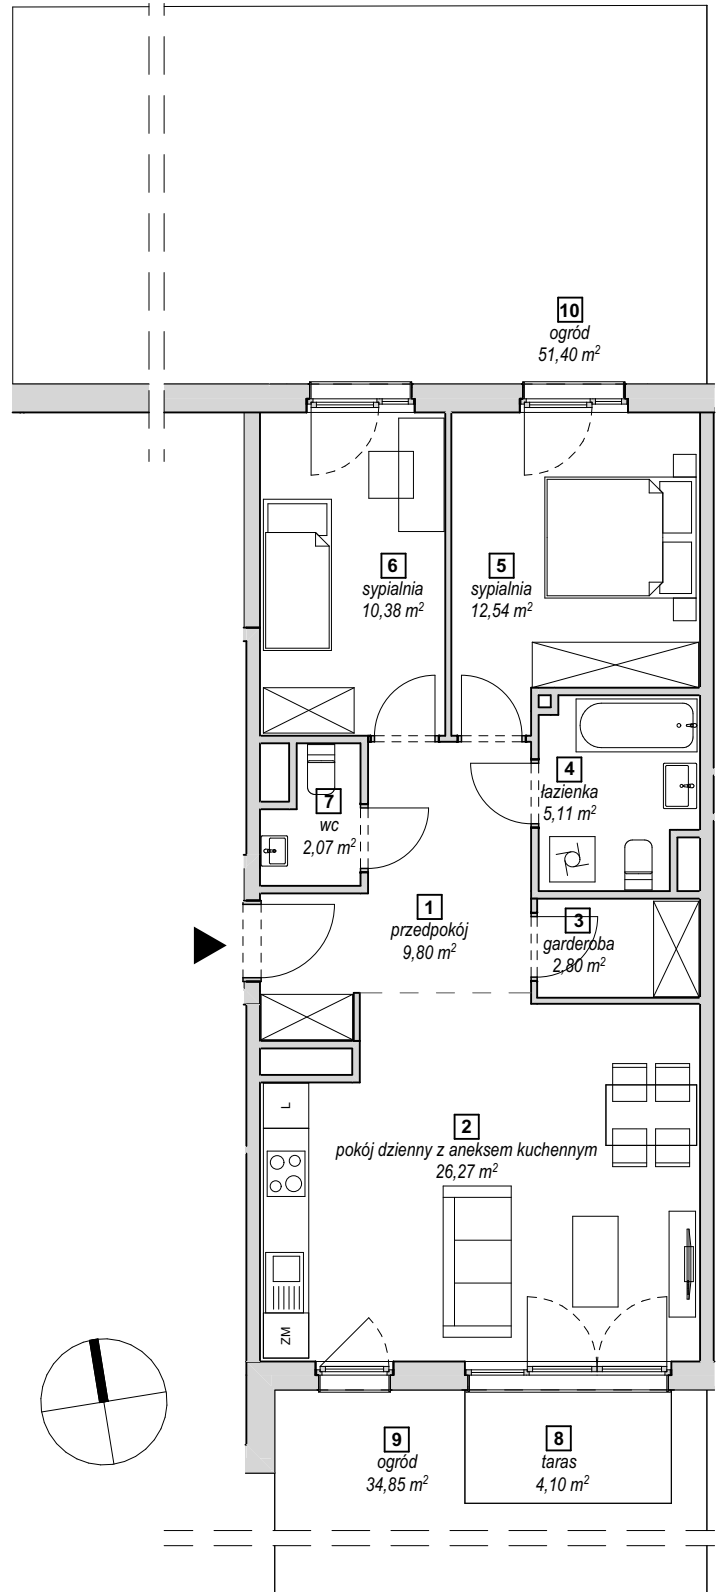 10
ogród
51,40 m²
6
sypialnia
10,38 m²
5
sypialnia
12,54 m²
4
łazienka
5,11 m²
7
wc
2,07 m²
1
przedpokój
9,80 m²
3
garderoba
2,80 m²
L
2
pokój dzienny z aneksem kuchennym
26,27 m²
ZM
9
ogród
34,85 m²
8
taras
4,10 m²